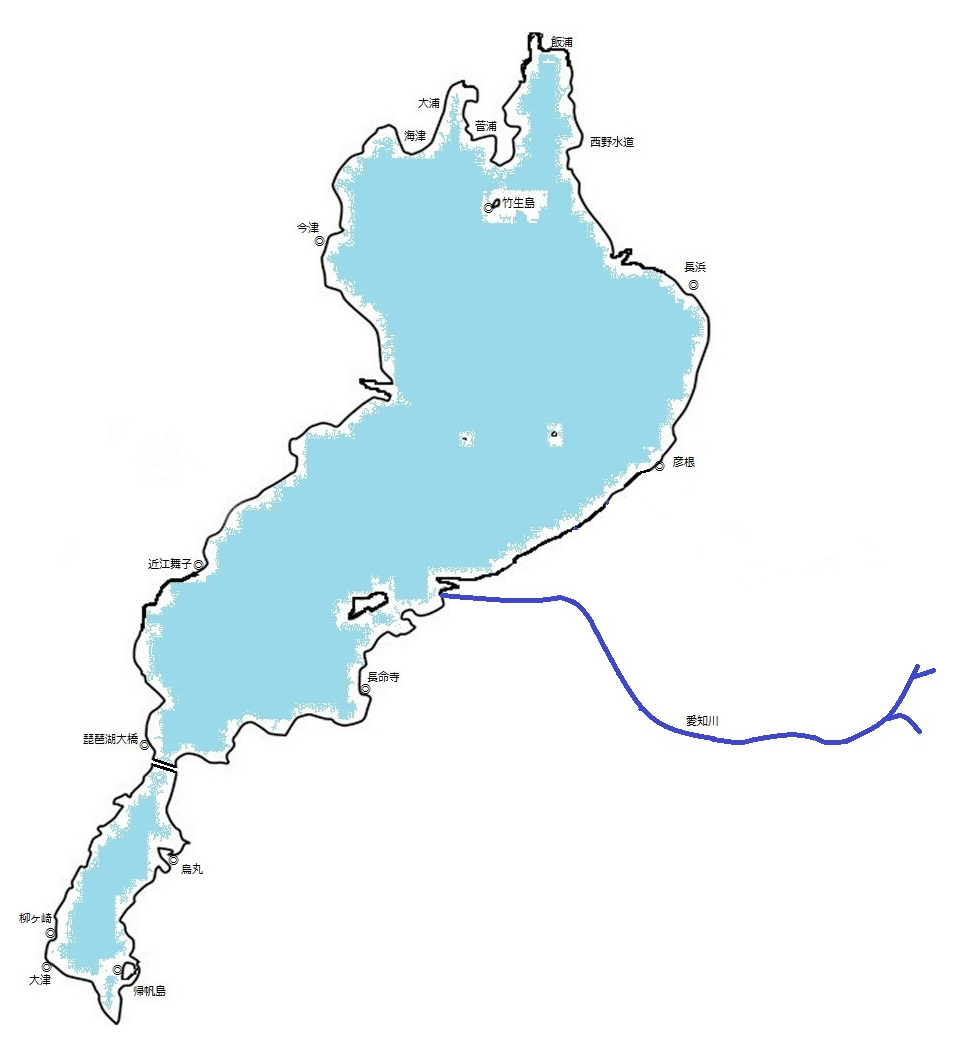 飯浦
大浦
菅浦
海津
西野水道
竹生島
今津
長浜
彦根
近江舞子
長命寺
愛知川
琵琶湖大橋
烏丸
柳ヶ崎
大津
帰帆島